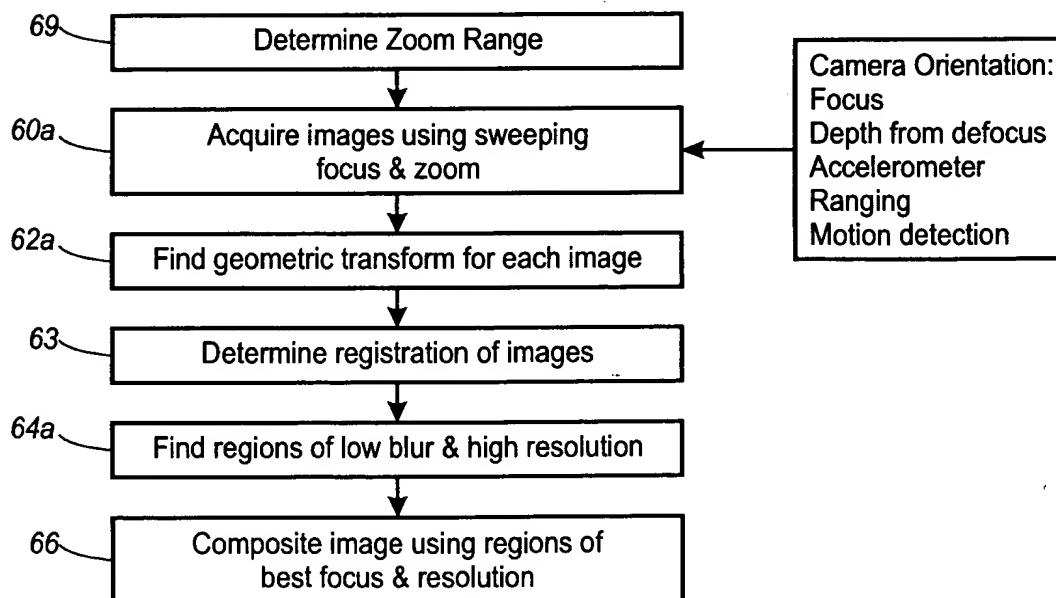 69
Determine Zoom Range
60a
Acquire images using sweeping
focus & zoom
Camera Orientation:
Focus
Depth from defocus
Accelerometer
Ranging
Motion detection
62a
Find geometric transform for each image
63
Determine registration of images
64a
Find regions of low blur & high resolution
66
Composite image using regions of
best focus & resolution